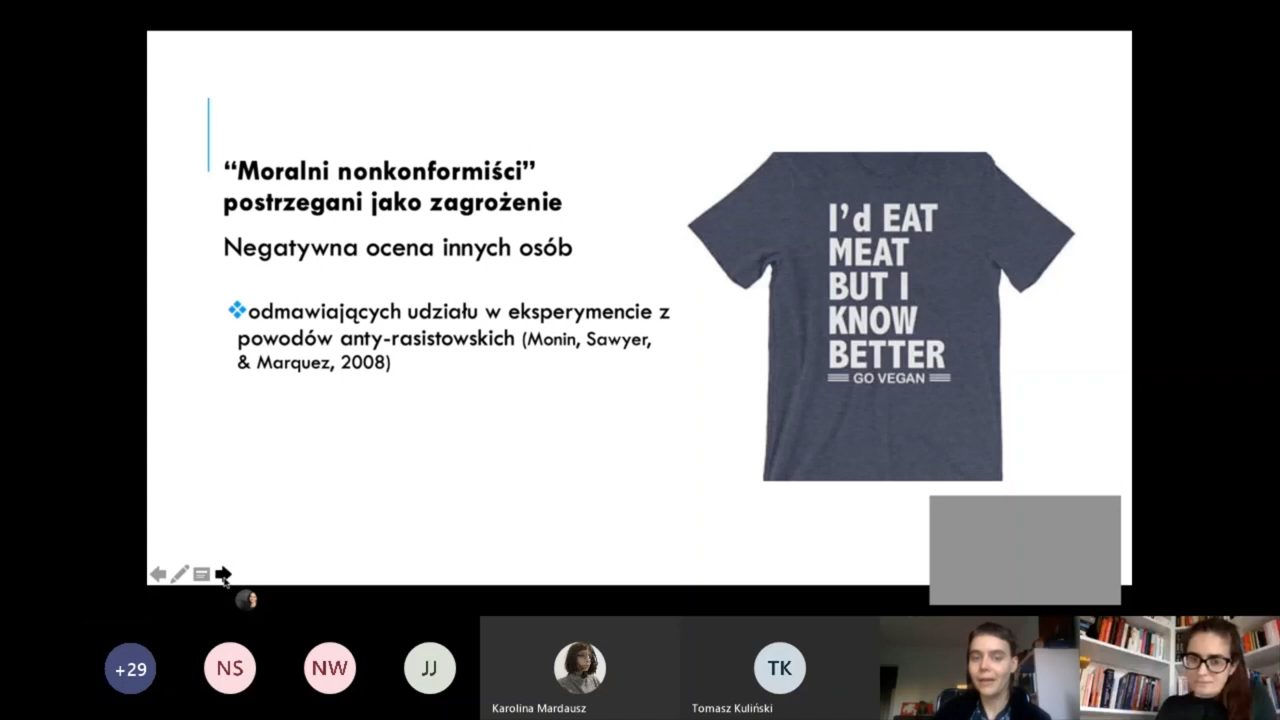 “Moralni nonkonformiści”
postrzegani jako zagrożenie
Negatywna ocena innych osób
❖odmawiających udziału w eksperymencie z
powodów anty-rasistowskich (Monin, Sawyer,
& Marquez, 2008)
I’d EAT
MEAT
BUT I
KNOW
BETTER
GO VEGAN
+29
NS
NW
JJ
Karolina Mardausz
TK
Tomasz Kuliński